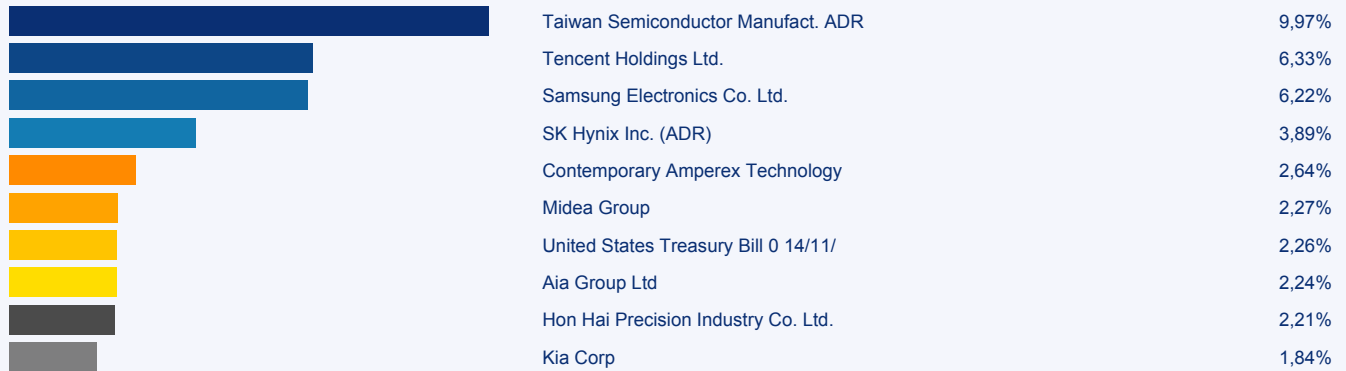 Taiwan Semiconductor Manufact. ADR 9,97%
Tencent Holdings Ltd. 6,33%
Samsung Electronics Co. Ltd. 6,22%
SK Hynix Inc. (ADR) 3,89%
Contemporary Amperex Technology 2,64%
Midea Group 2,27%
United States Treasury Bill 0 14/11/ 2,26%
Aia Group Ltd 2,24%
Hon Hai Precision Industry Co. Ltd. 2,21%
Kia Corp 1,84%